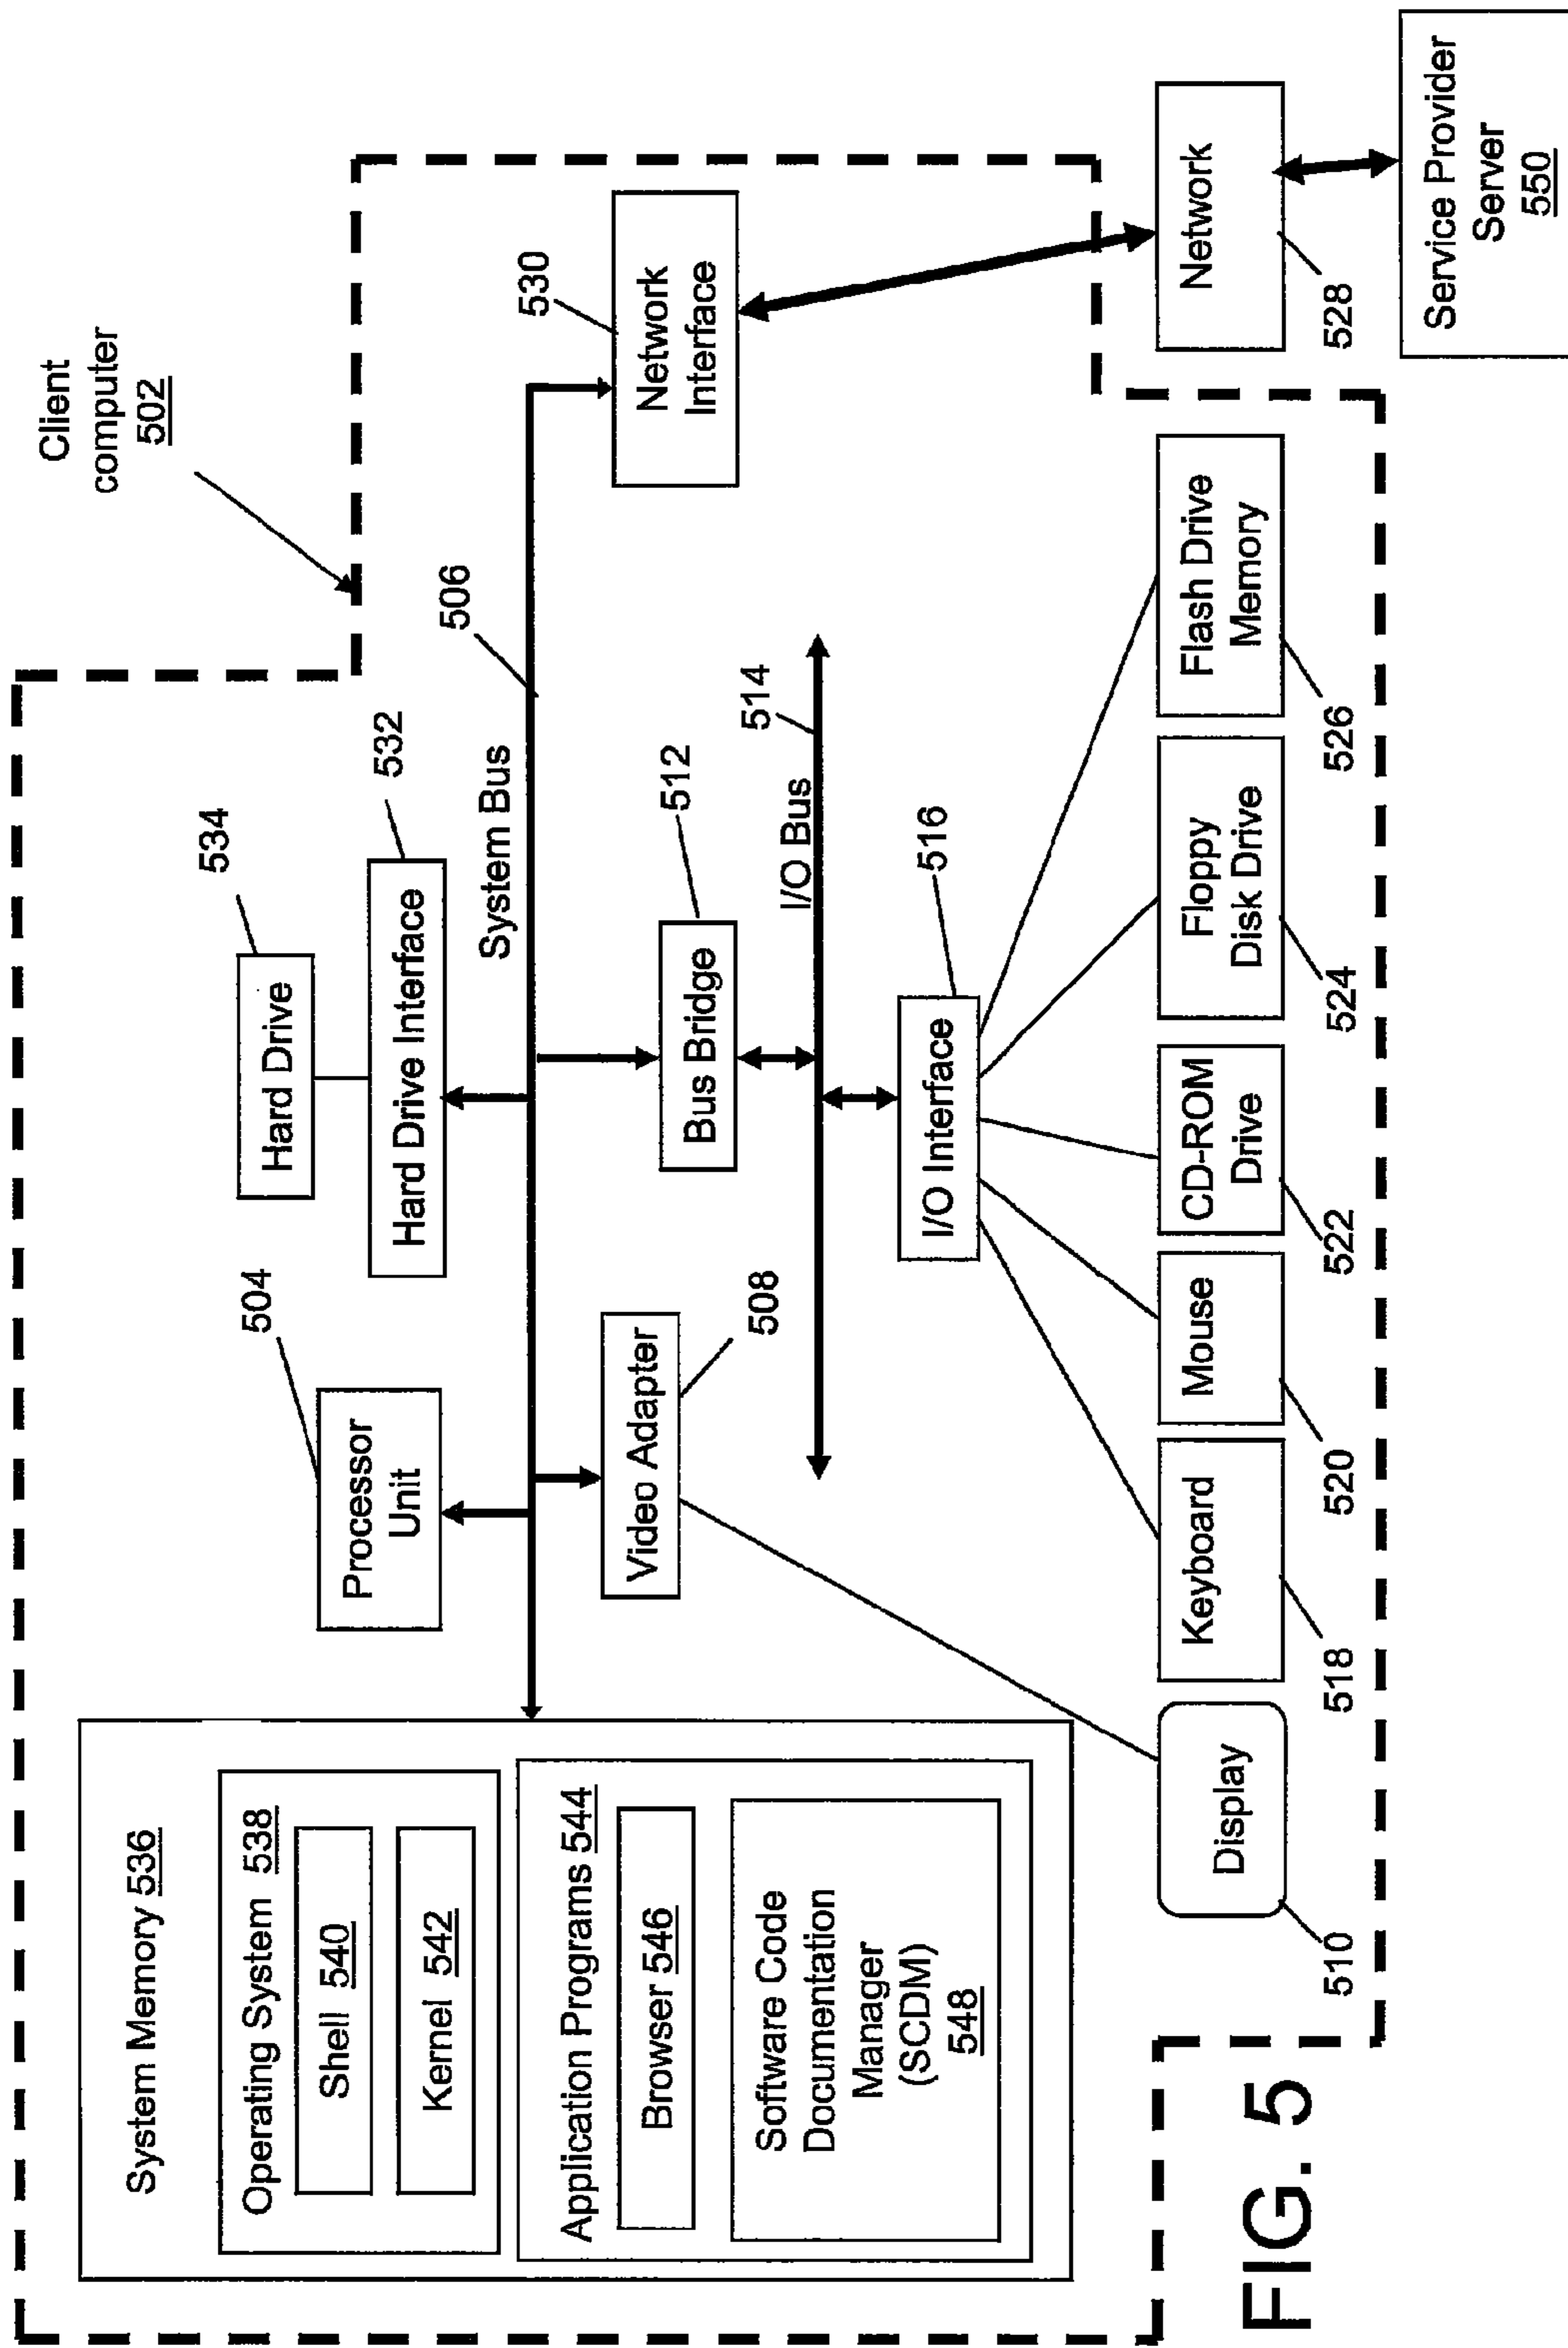 Client
computer
502
System Memory 536
Operating System 538
Shell 540
Kernel 542
Application Programs 544
Browser 546
Software Code
Documentation
Manager
(SCDM)
548
504
Processor
Unit
534
Hard Drive
532
Hard Drive Interface
System Bus
506
530
Network
Interface
Video Adapter
508
512
Bus Bridge
I/O Bus
514
516
I/O Interface
Display
510
Keyboard
518
Mouse
520
CD-ROM
Drive
522
Floppy
Disk Drive
524
Flash Drive
Memory
526
Network
528
Service Provider
Server
550
FIG. 5